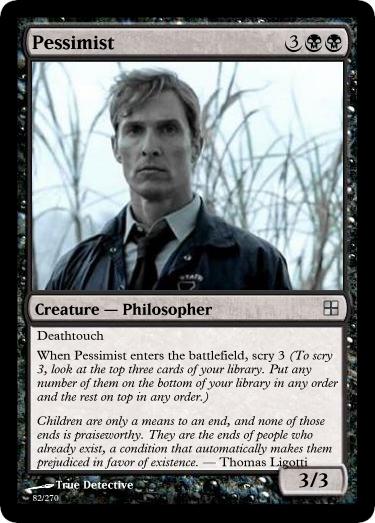 Pessimist 3
STATE
Creature — Philosopher
Deathtouch
When Pessimist enters the battlefield, scry 3 (To scry
3, look at the top three cards of your library. Put any
number of them on the bottom of your library in any order
and the rest on top in any order.)
Children are only a means to an end, and none of those
ends is praiseworthy. They are the ends of people who
already exist, a condition that automatically makes them
prejudiced in favor of existence. — Thomas Ligotti
True Detective
3/3
82/270